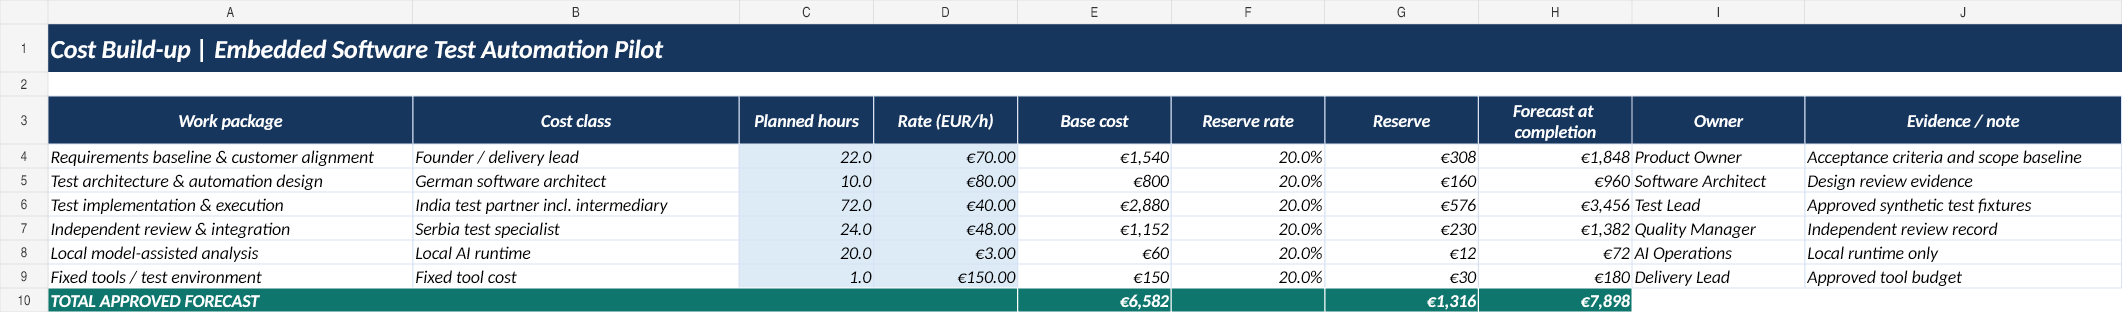 A B C D E F G H I J
1 Cost Build-up | Embedded Software Test Automation Pilot
2
3 Work package Cost class Planned hours Rate (EUR/h) Base cost Reserve rate Reserve Forecast at completion Owner Evidence / note
4 Requirements baseline & customer alignment Founder / delivery lead 22.0 €70.00 €1,540 20.0% €308 €1,848 Product Owner Acceptance criteria and scope baseline
5 Test architecture & automation design German software architect 10.0 €80.00 €800 20.0% €160 €960 Software Architect Design review evidence
6 Test implementation & execution India test partner incl. intermediary 72.0 €40.00 €2,880 20.0% €576 €3,456 Test Lead Approved synthetic test fixtures
7 Independent review & integration Serbia test specialist 24.0 €48.00 €1,152 20.0% €230 €1,382 Quality Manager Independent review record
8 Local model-assisted analysis Local AI runtime 20.0 €3.00 €60 20.0% €12 €72 AI Operations Local runtime only
9 Fixed tools / test environment Fixed tool cost 1.0 €150.00 €150 20.0% €30 €180 Delivery Lead Approved tool budget
10 TOTAL APPROVED FORECAST €6,582 €1,316 €7,898